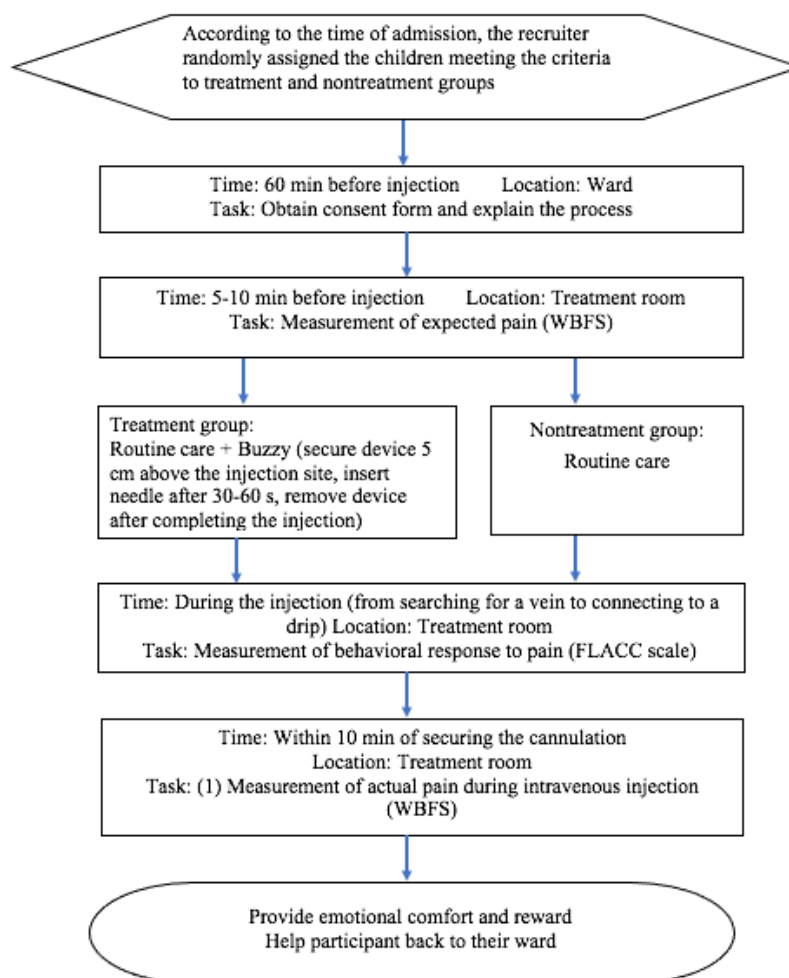 According to the time of admission, the recruiter
randomly assigned the children meeting the criteria
to treatment and nontreatment groups
Time: 60 min before injection Location: Ward
Task: Obtain consent form and explain the process
Time: 5-10 min before injection Location: Treatment room
Task: Measurement of expected pain (WBFS)
Treatment group:
Routine care + Buzzy (secure device 5
cm above the injection site, insert
needle after 30-60 s, remove device
after completing the injection)
Nontreatment group:
Routine care
Time: During the injection (from searching for a vein to connecting to a
drip) Location: Treatment room
Task: Measurement of behavioral response to pain (FLACC scale)
Time: Within 10 min of securing the cannulation
Location: Treatment room
Task: (1) Measurement of actual pain during intravenous injection
(WBFS)
Provide emotional comfort and reward
Help participant back to their ward